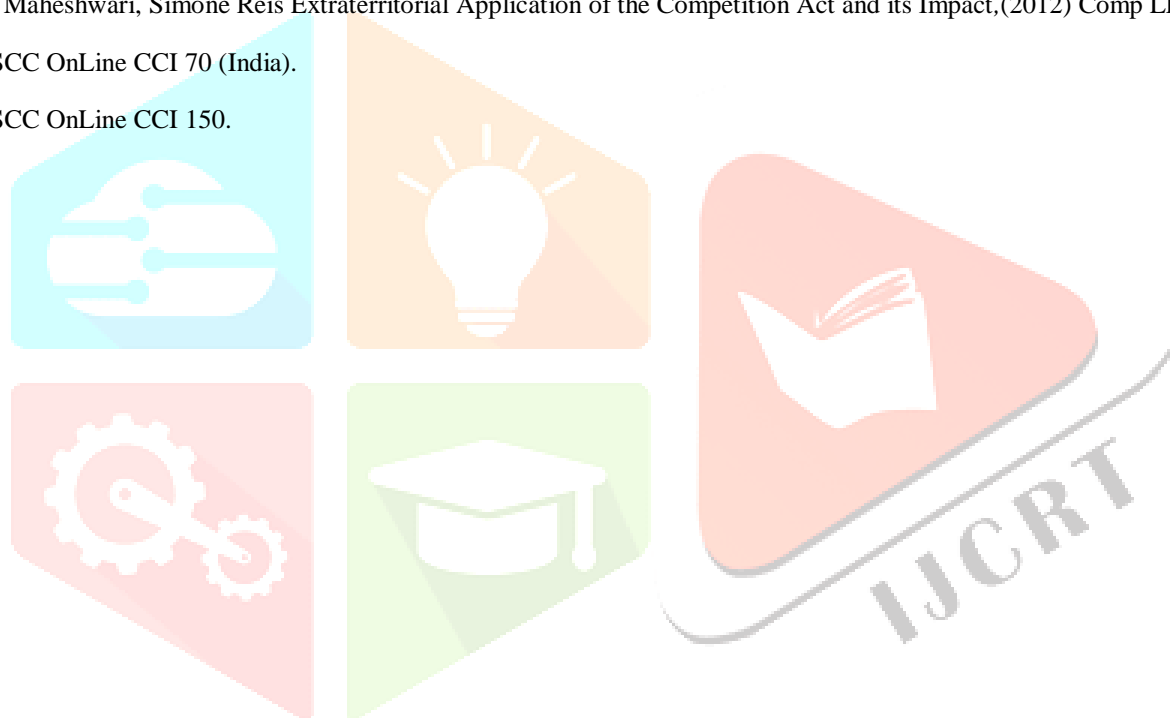 Maheshwari, Simone Reis Extraterritorial Application of the Competition Act and its Impact,(2012) Comp
SCC OnLine CCI 70 (India).
SCC OnLine CCI 150.
IJCRT